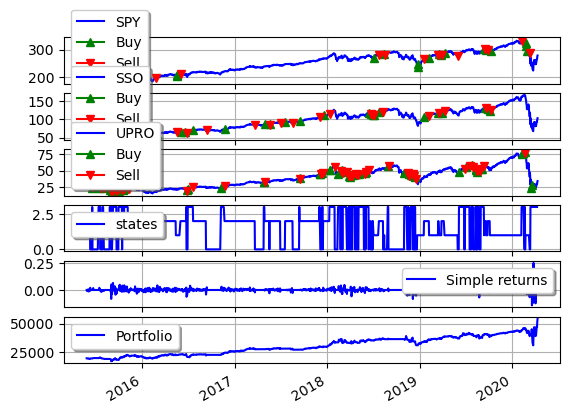 SPY
Buy
Sell
300
200
SSO
Buy
Sell
150
100
50
UPRO
Buy
Sell
75
50
25
states
2.5
0.0
Simple returns
0.25
0.00
Portfolio
50000
25000
2016 2017 2018 2019 2020